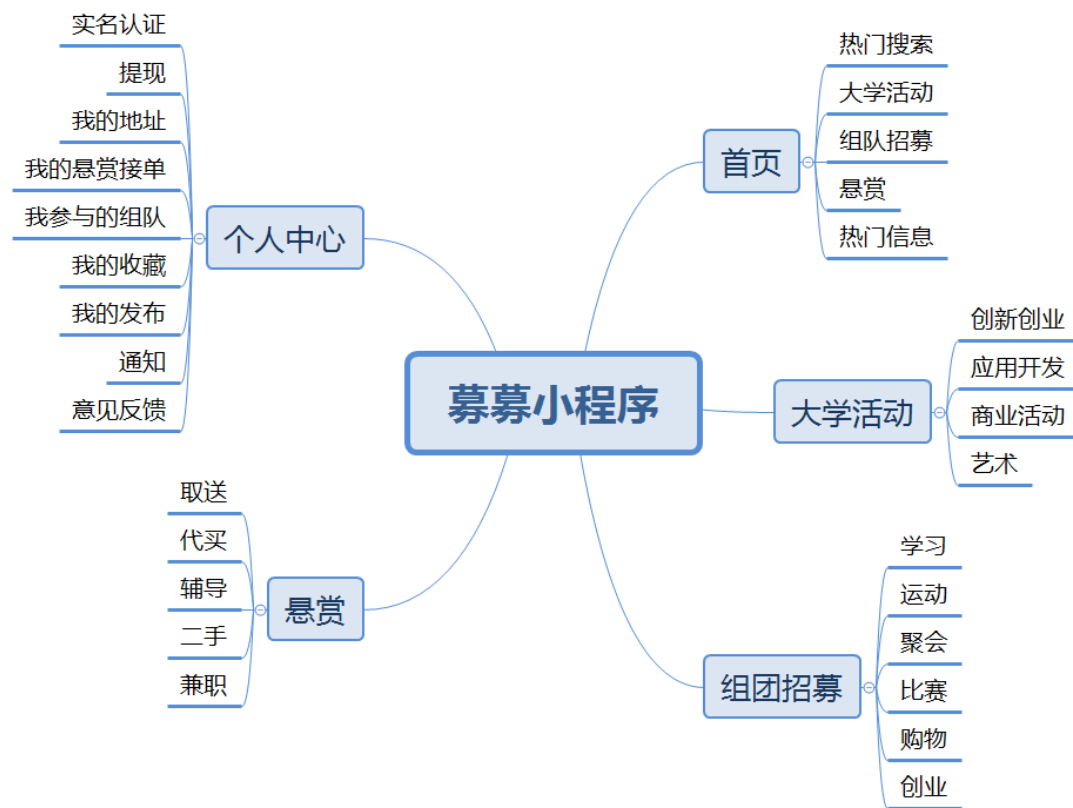 募募小程序
首页
热门搜索
大学活动
组队招募
悬赏
热门信息
大学活动
创新创业
应用开发
商业活动
艺术
组团招募
学习
运动
聚会
比赛
购物
创业
个人中心
实名认证
提现
我的地址
我的悬赏接单
我参与的组队
我的收藏
我的发布
通知
意见反馈
悬赏
取送
代买
辅导
二手
兼职